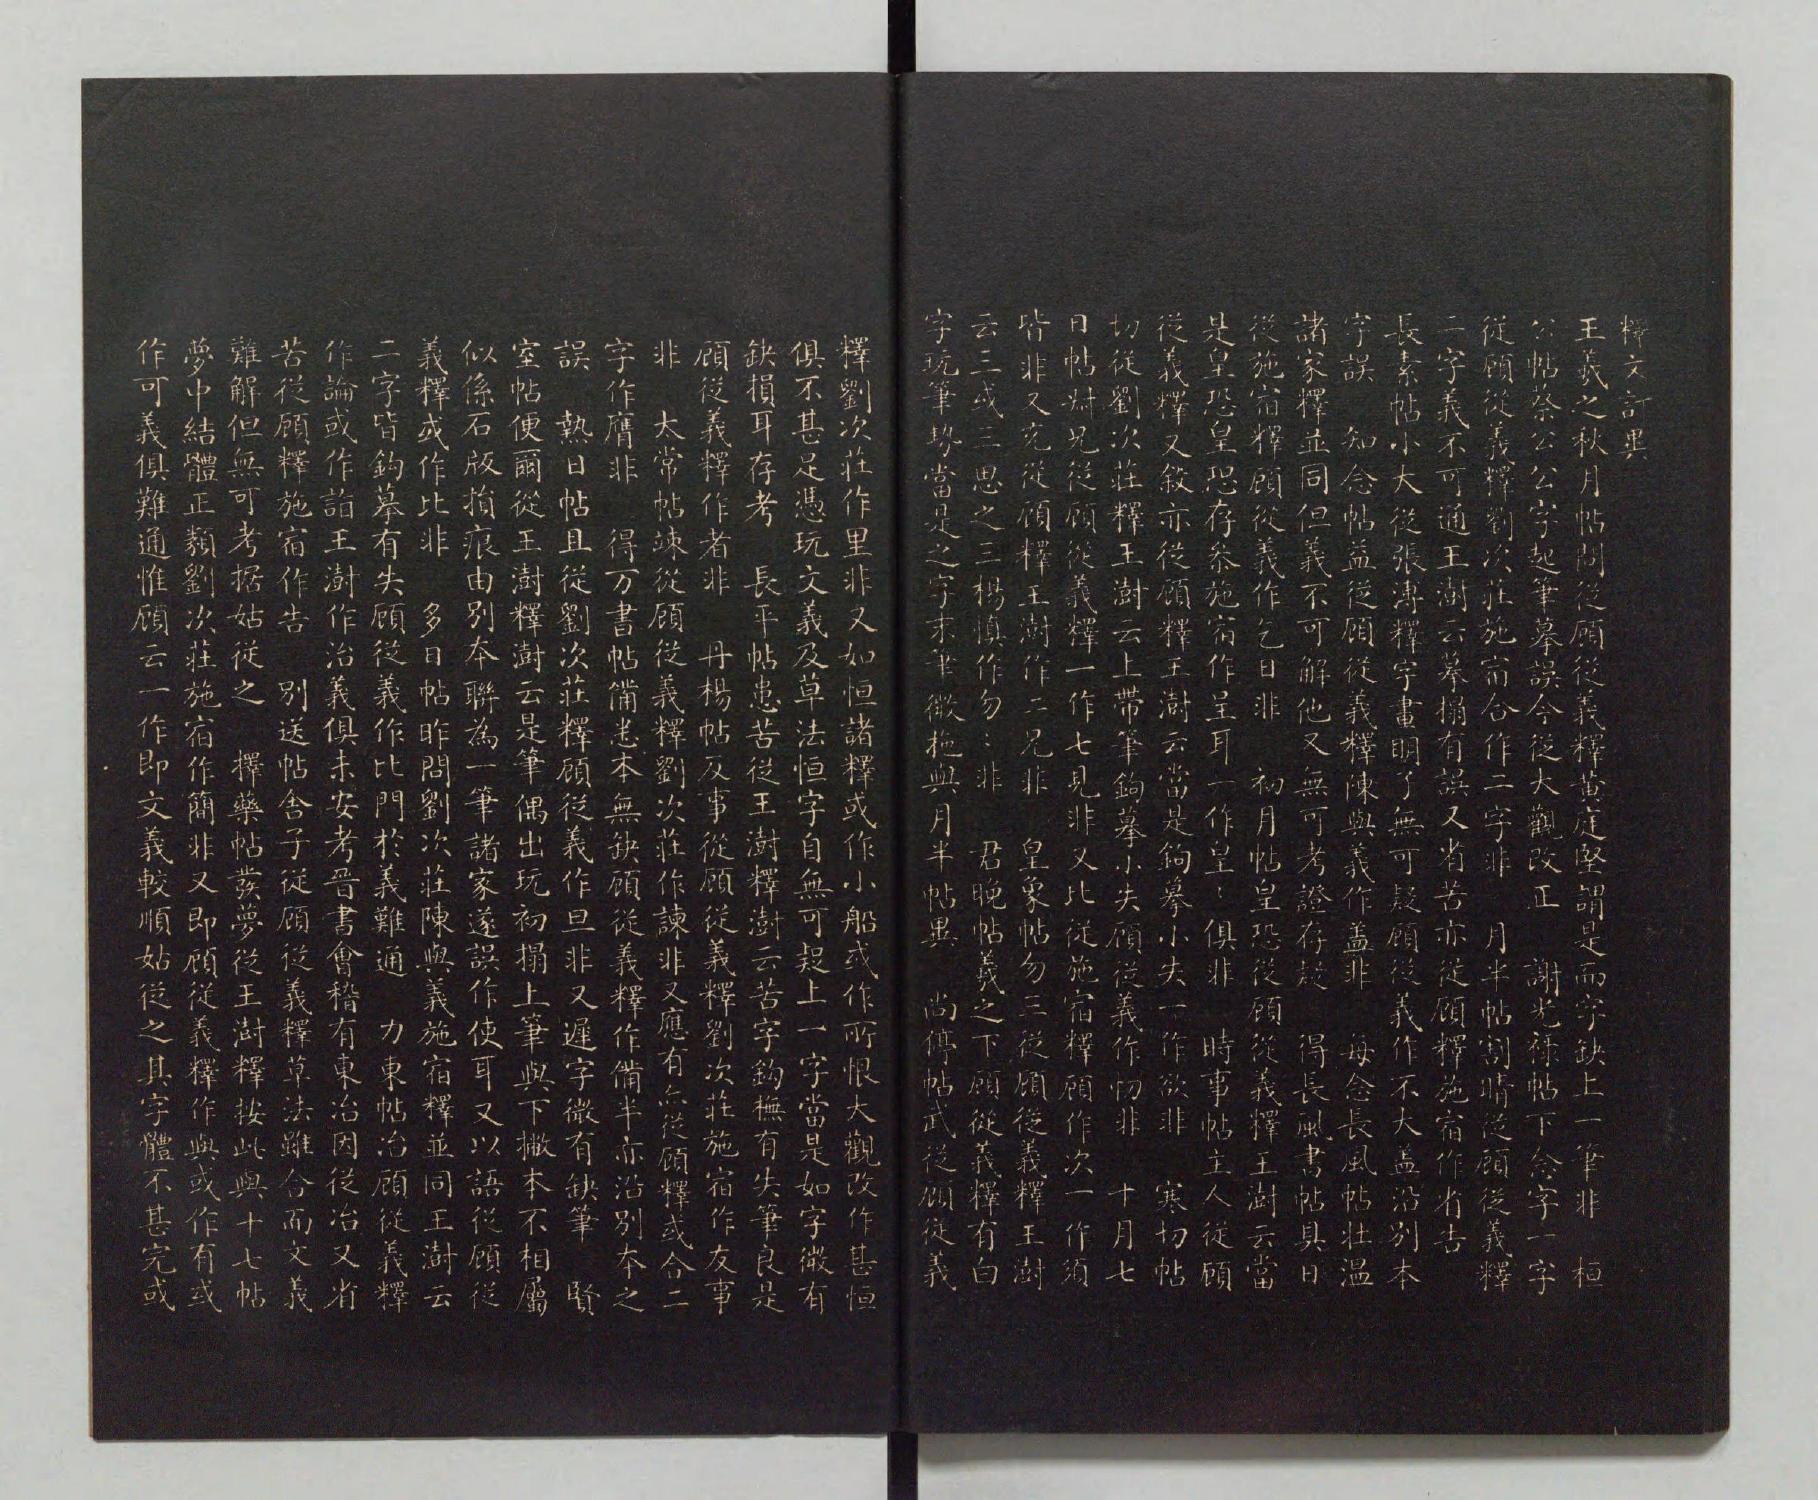 釋文訂異
王羲之秋月帖問從顧從義釋黃庭堅謂是而字缺上一筆非　桓
公帖蔡公公字起筆摹誤今從大觀改正　謝光祿帖下念字一字
從顧從義釋劉次莊施宿合作二字非　月半帖割晴從顧從義釋
二字義不可通王澍云摹搨有誤又省苦亦從顧釋施宿作省告
長素帖小大從張溥釋字畫明了無可疑顧從義作不大蓋沿別本
字誤　知念帖益從顧從義釋陳與義作蓋非　母念長風帖壯溫
諸家釋並同但義不可解他又無可考證存疑　得長風書帖具日
從施宿釋顧從義作乞日非　初月帖皇恐從顧從義釋王澍云當
是皇恐皇恐存參施宿作呈耳一作皇〻俱非　時事帖主人從顧
從義釋又敘亦從顧釋王澍云當是鉤摹小失一作欲非　寒切帖
切從劉次莊釋王澍云上帶筆鉤摹小失顧從義作忉非　十月七
日帖尅兄從顧從義釋一作七見非又比從施宿釋顧作次一作須
皆非又充從顧釋王澍作二兄非　皇象帖勿三從顧從義釋王澍
云三或三思之三楊慎作勿〻非　君晚帖羲之下顧從義釋有白
字玩筆勢當是之字末筆微拖與月半帖異　尚停帖武從顧從義
釋劉次莊作里非又如恒諸釋或作小船或作所恨大觀改作甚恒
俱不甚足憑玩文義及草法恒字自無可疑上一字當是如字微有
缺損耳存考　長平帖患苦從王澍釋澍云苦字鉤橅有失筆良是
顧從義釋作者非　丹楊帖及事從顧從義釋劉次莊施宿作友事
非　太常帖竦從顧從義釋劉次莊作諫非又應有無從顧釋或合二
字作膺非　得万書帖備悉本無缺顧從義釋作備半亦沿別本之
誤　熱日帖且從劉次莊釋顧從義作旦非又遲字微有缺筆　賢
室帖便爾從王澍釋澍云是筆偶出玩初搨上筆與下撇本不相屬
似係石版損痕由別本聯為一筆諸家遂誤作使耳又以語從顧從
義釋或作比非　多日帖昨問劉次莊陳與義施宿釋並同王澍云
二字皆鉤摹有失顧從義作比門於義難通　力東帖冶顧從義釋
作論或作詣王澍作治義俱未安考晉書會稽有東冶因從冶又省
苦從顧釋施宿作告　別送帖舍子從顧從義釋草法雖合而文義
難解但無可考据姑從之　擇藥帖發夢從王澍釋按此與十七帖
夢中結體正類劉次莊施宿作簡非又即顧從義釋作與或作有或
作可義俱難通惟顧云一作即文義較順姑從之其字體不甚完或